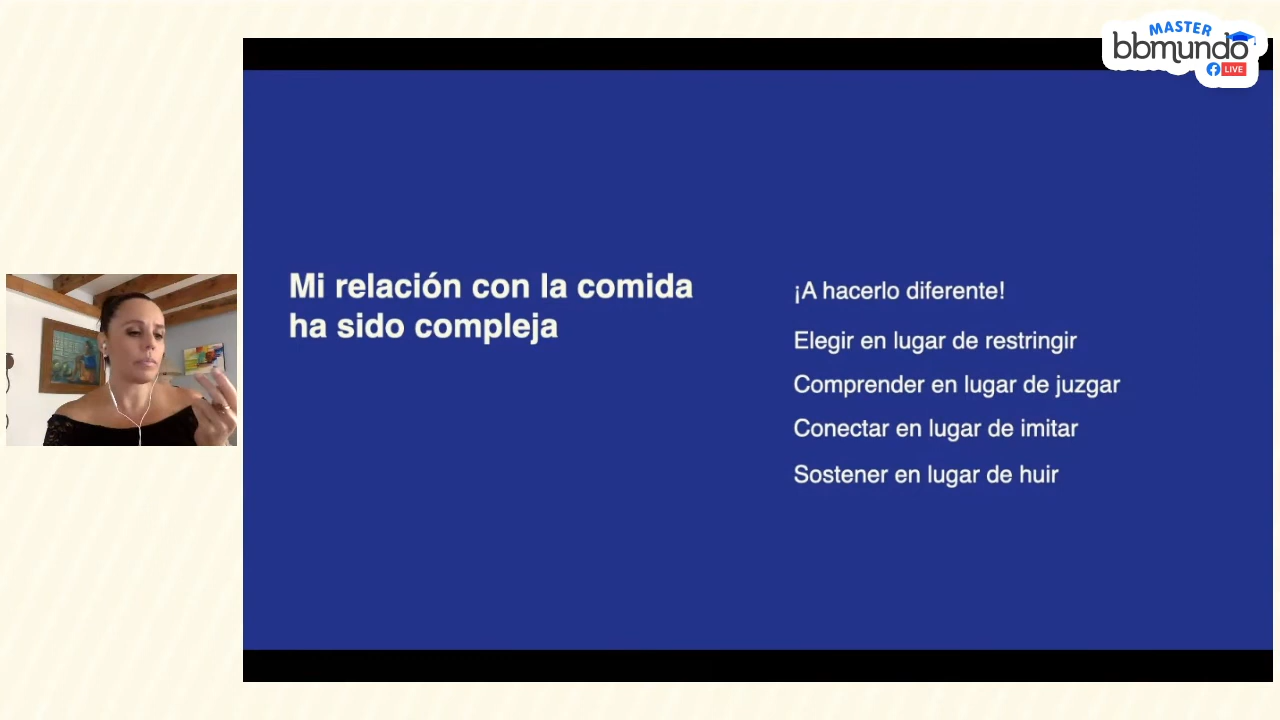 MASTER
bbmundo
LIVE
Mi relación con la comida
ha sido compleja
¡A hacerlo diferente!
Elegir en lugar de restringir
Comprender en lugar de juzgar
Conectar en lugar de imitar
Sostener en lugar de huir